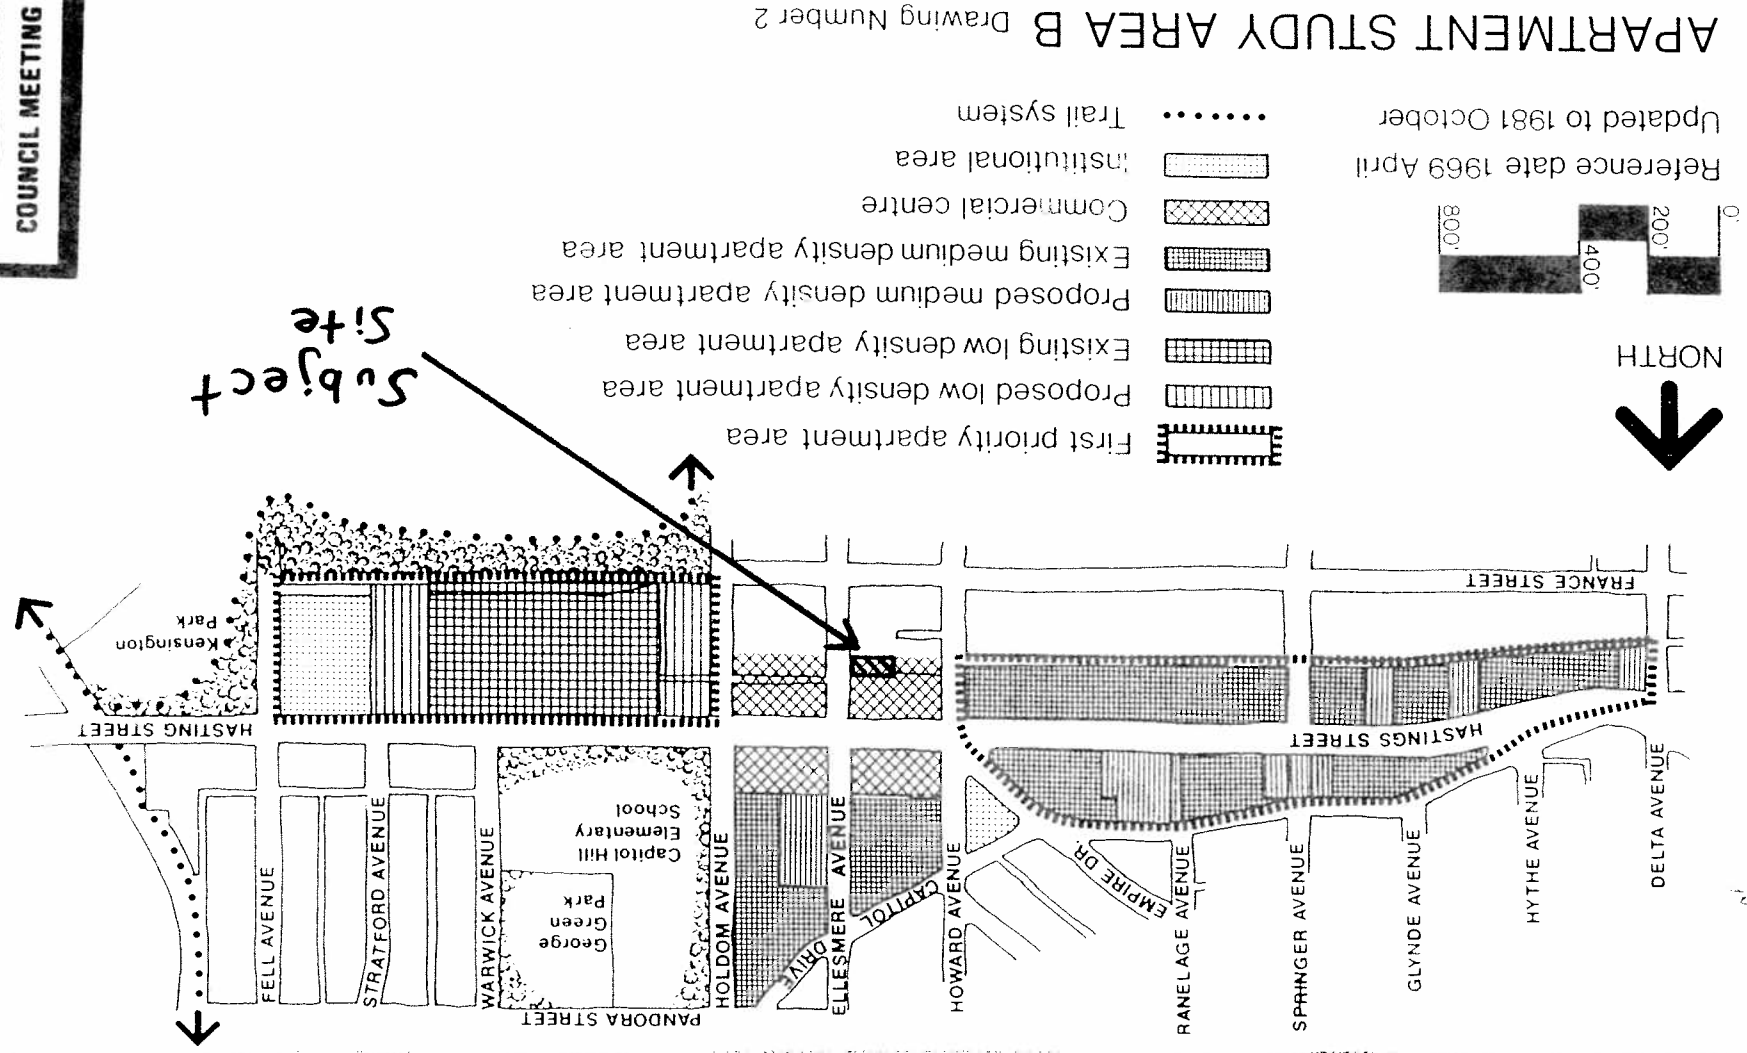 COUNCIL MEETING
APARTMENT STUDY AREA B Drawing Number 2
Updated to 1981 October
Reference date 1969 April
0' 200' 400' 800'
NORTH
Trail system
Institutional area
Commercial centre
Existing medium density apartment area
Proposed medium density apartment area
Existing low density apartment area
Proposed low density apartment area
First priority apartment area
Subject
Site
FRANCE STREET
HASTINGS STREET
HASTING STREET
Kensington
Park
Capitol Hill
Elementary
School
George
Green
Park
PANDORA STREET
FELL AVENUE
STRATFORD AVENUE
WARWICK AVENUE
HOLDOM AVENUE
ELLESMERE AVENUE
CAPITOL DRIVE
HOWARD AVENUE
EMPIRE DR.
RANELAGE AVENUE
SPRINGER AVENUE
GLYNDE AVENUE
HYTHE AVENUE
DELTA AVENUE